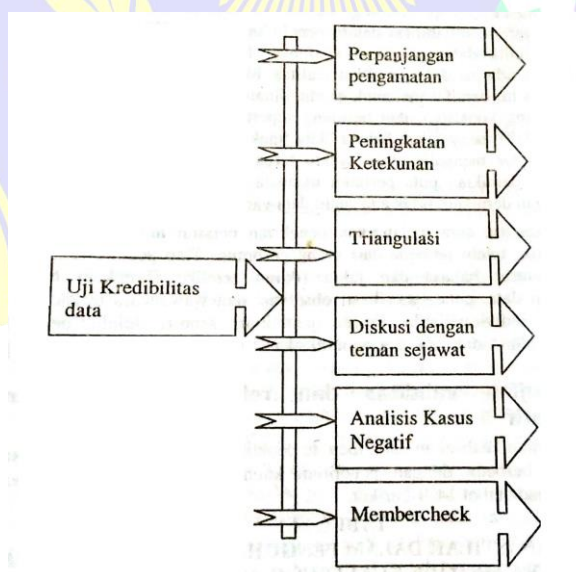 Uji Kredibilitas
data
Perpanjangan
pengamatan
Peningkatan
Ketekunan
Triangulasi
Diskusi dengan
teman sejawat
Analisis Kasus
Negatif
Membercheck